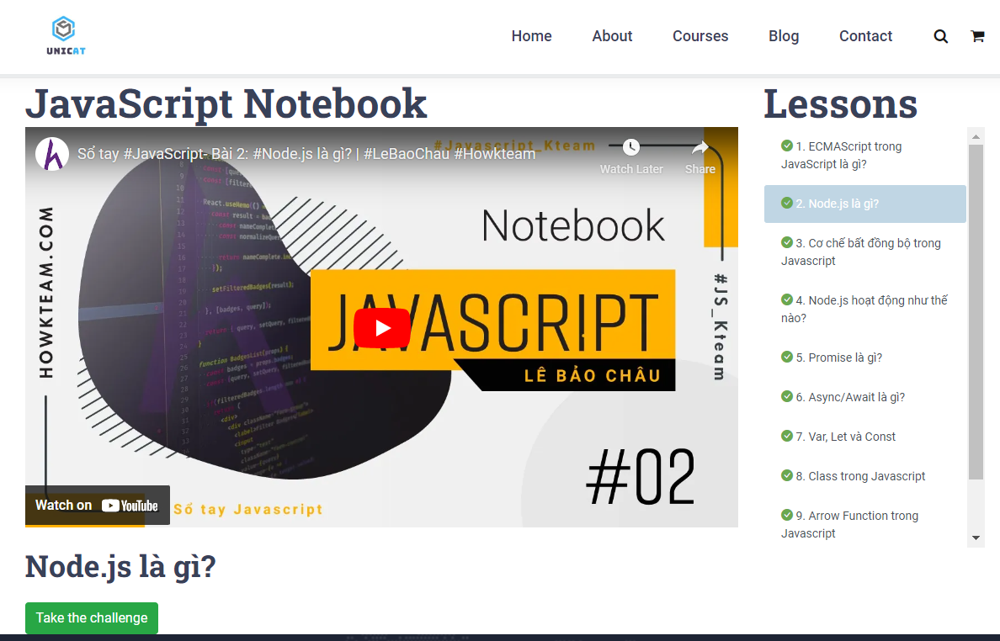 UNICAT
Home
About
Courses
Blog
Contact
JavaScript Notebook
Lessons
Sổ tay #JavaScript- Bài 2: #Node.js là gì? | #LeBaoChau #Howkteam
#Javascript_Kteam
Watch Later
Share
HOWKTEAM.COM
Notebook
JAVASCRIPT
LÊ BẢO CHÂU
#JS_Kteam
#02
Watch on YouTube
Sổ tay Javascript
1. ECMAScript trong
JavaScript là gì?
2. Node.js là gì?
3. Cơ chế bất đồng bộ trong
Javascript
4. Node.js hoạt động như thế
nào?
5. Promise là gì?
6. Async/Await là gì?
7. Var, Let và Const
8. Class trong Javascript
9. Arrow Function trong
Javascript
Node.js là gì?
Take the challenge